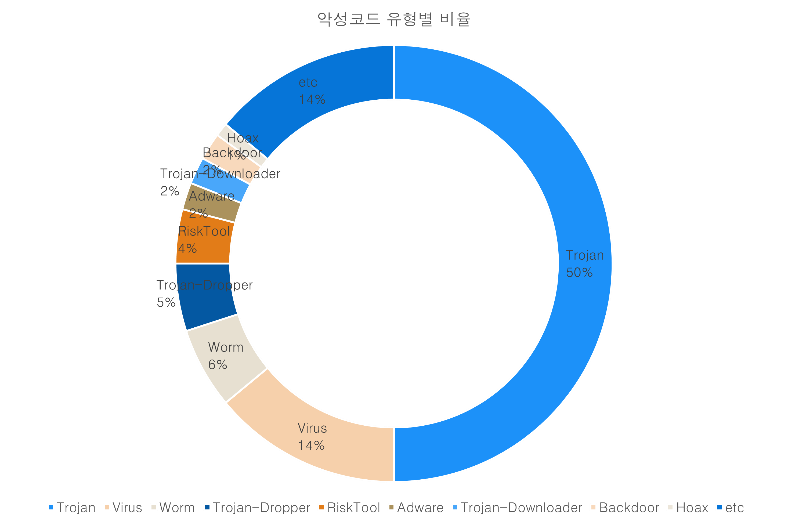 악성코드 유형별 비율
etc
14%
Hoax
1%
Backdoor
2%
Trojan-Downloader
2%
Adware
2%
RiskTool
4%
Trojan-Dropper
5%
Worm
6%
Virus
14%
Trojan
50%
Trojan Virus Worm Trojan-Dropper RiskTool Adware Trojan-Downloader Backdoor Hoax etc